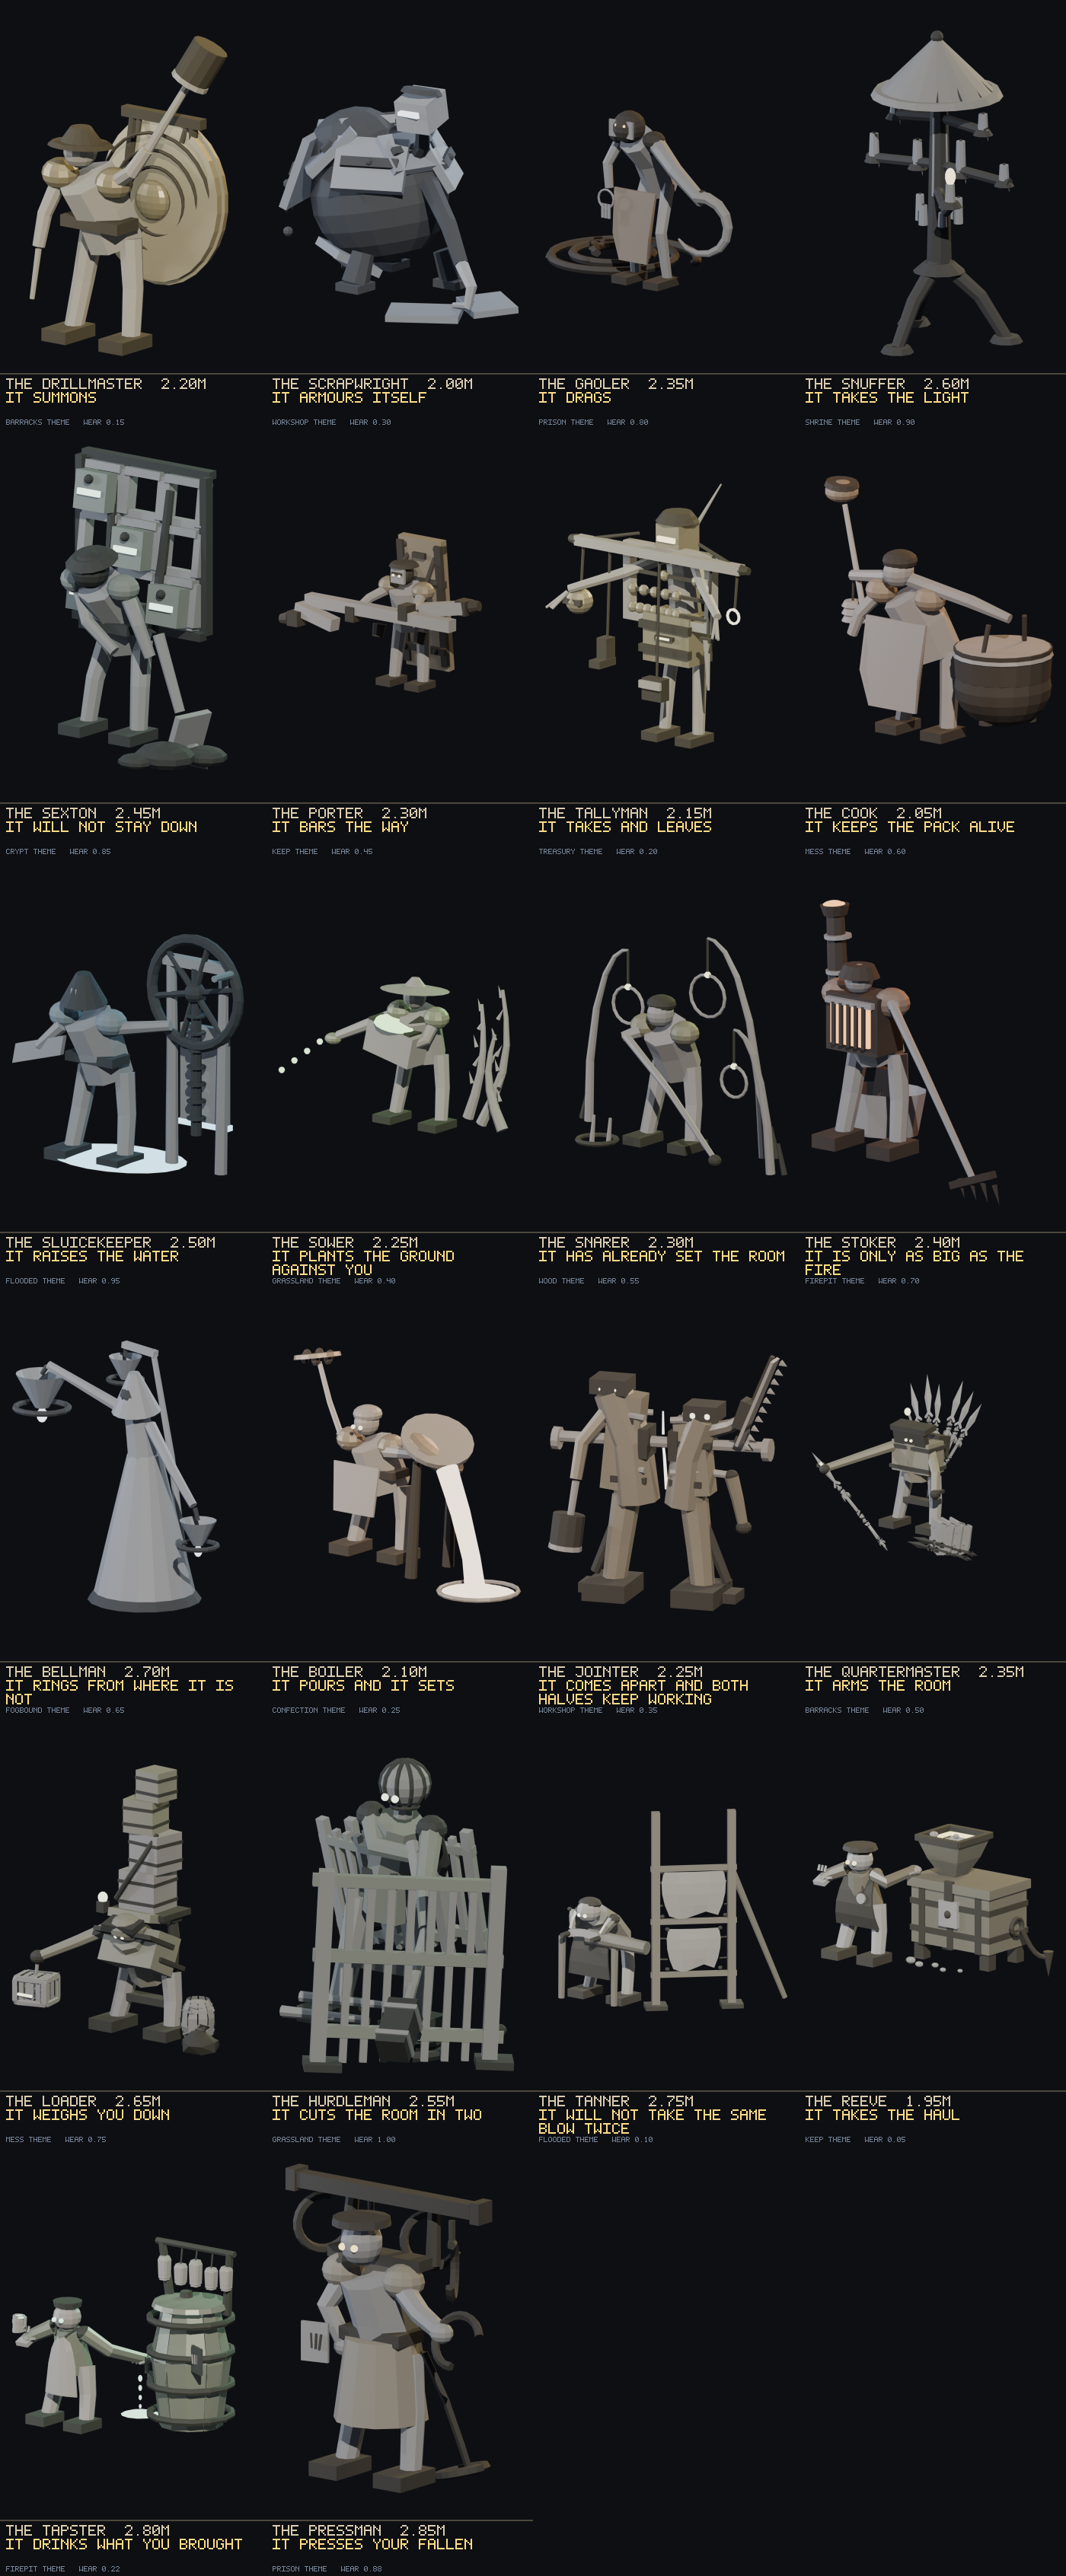 THE DRILLMASTER 2.20M
IT SUMMONS
BARRACKS THEME WEAR 0.15
THE SCRAPWRIGHT 2.00M
IT ARMOURS ITSELF
WORKSHOP THEME WEAR 0.30
THE GAOLER 2.35M
IT DRAGS
PRISON THEME WEAR 0.80
THE SNUFFER 2.60M
IT TAKES THE LIGHT
SHRINE THEME WEAR 0.90
THE SEXTON 2.45M
IT WILL NOT STAY DOWN
CRYPT THEME WEAR 0.85
THE PORTER 2.30M
IT BARS THE WAY
KEEP THEME WEAR 0.45
THE TALLYMAN 2.15M
IT TAKES AND LEAVES
TREASURY THEME WEAR 0.20
THE COOK 2.05M
IT KEEPS THE PACK ALIVE
MESS THEME WEAR 0.60
THE SLUICEKEEPER 2.50M
IT RAISES THE WATER
FLOODED THEME WEAR 0.95
THE SOWER 2.25M
IT PLANTS THE GROUND
AGAINST YOU
GRASSLAND THEME WEAR 0.40
THE SNARER 2.30M
IT HAS ALREADY SET THE ROOM
WOOD THEME WEAR 0.55
THE STOKER 2.40M
IT IS ONLY AS BIG AS THE
FIRE
FIREPIT THEME WEAR 0.70
THE BELLMAN 2.70M
IT RINGS FROM WHERE IT IS
NOT
FOGBOUND THEME WEAR 0.65
THE BOILER 2.10M
IT POURS AND IT SETS
CONFECTION THEME WEAR 0.25
THE JOINTER 2.25M
IT COMES APART AND BOTH
HALVES KEEP WORKING
WORKSHOP THEME WEAR 0.35
THE QUARTERMASTER 2.35M
IT ARMS THE ROOM
BARRACKS THEME WEAR 0.50
THE LOADER 2.65M
IT WEIGHS YOU DOWN
MESS THEME WEAR 0.75
THE HURDLEMAN 2.55M
IT CUTS THE ROOM IN TWO
GRASSLAND THEME WEAR 1.00
THE TANNER 2.75M
IT WILL NOT TAKE THE SAME
BLOW TWICE
FLOODED THEME WEAR 0.10
THE REEVE 1.95M
IT TAKES THE HAUL
KEEP THEME WEAR 0.05
THE TAPSTER 2.80M
IT DRINKS WHAT YOU BROUGHT
FIREPIT THEME WEAR 0.22
THE PRESSMAN 2.85M
IT PRESSES YOUR FALLEN
PRISON THEME WEAR 0.88